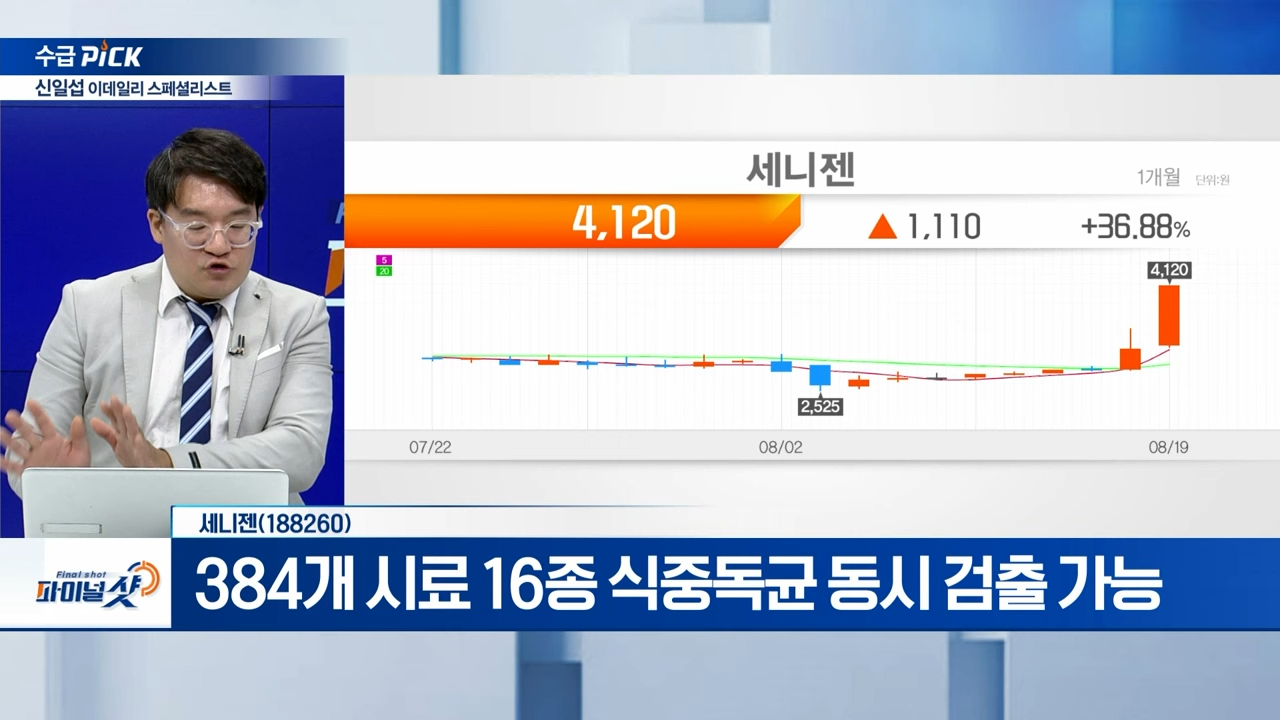 수급 PiCK
신일섭 이데일리 스페셜리스트
세니젠
1개월 단위:원
4,120 ▲ 1,110 +36.88%
5
20
4,120
2,525
07/22 08/02 08/19
세니젠(188260)
Final shot
파이널샷
384개 시료 16종 식중독균 동시 검출 가능